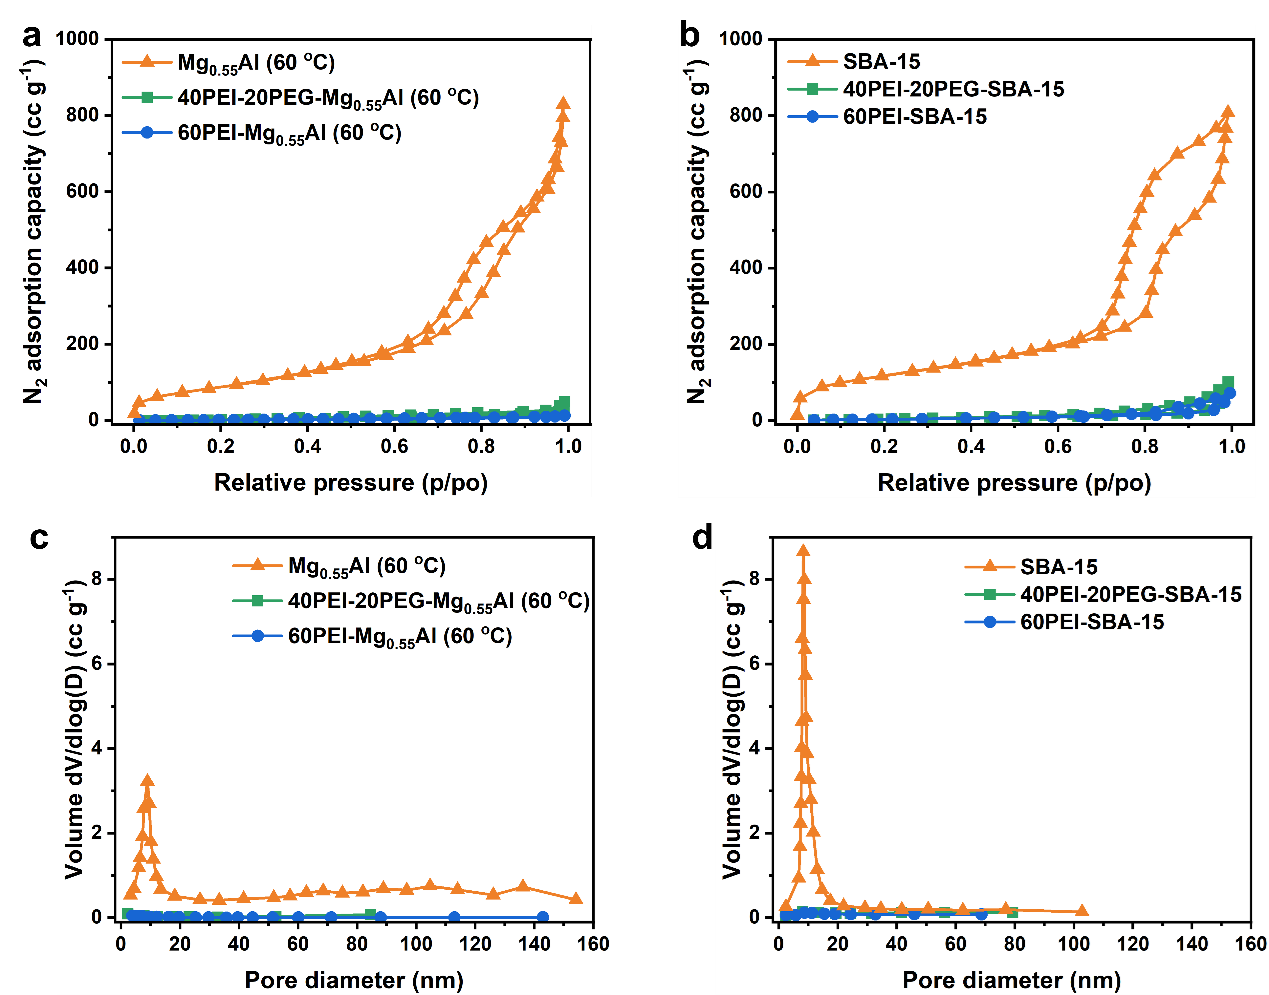 a
1000
800
600
400
200
0
N₂ adsorption capacity (cc g⁻¹)
Mg₀.₅₅Al (60 °C)
40PEI-20PEG-Mg₀.₅₅Al (60 °C)
60PEI-Mg₀.₅₅Al (60 °C)
0.0 0.2 0.4 0.6 0.8 1.0
Relative pressure (p/po)
b
1000
800
600
400
200
0
N₂ adsorption capacity (cc g⁻¹)
SBA-15
40PEI-20PEG-SBA-15
60PEI-SBA-15
0.0 0.2 0.4 0.6 0.8 1.0
Relative pressure (p/po)
c
8
6
4
2
0
Volume dV/dlog(D) (cc g⁻¹)
Mg₀.₅₅Al (60 °C)
40PEI-20PEG-Mg₀.₅₅Al (60 °C)
60PEI-Mg₀.₅₅Al (60 °C)
0 20 40 60 80 100 120 140 160
Pore diameter (nm)
d
8
6
4
2
0
Volume dV/dlog(D) (cc g⁻¹)
SBA-15
40PEI-20PEG-SBA-15
60PEI-SBA-15
0 20 40 60 80 100 120 140 160
Pore diameter (nm)